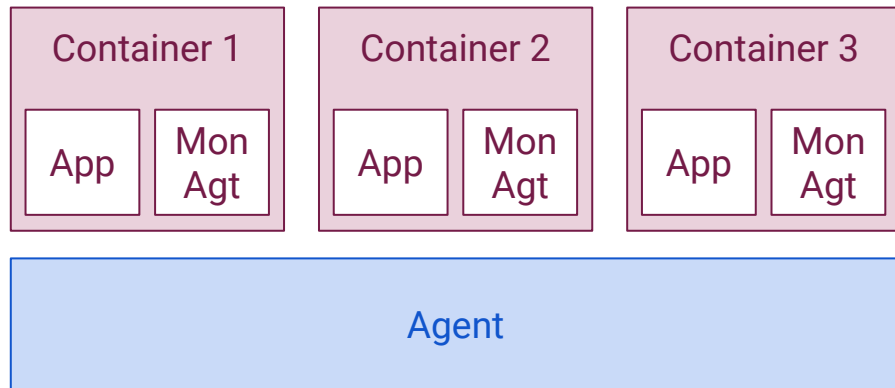 Container 1
Container 2
Container 3
App
Mon
Agt
App
Mon
Agt
App
Mon
Agt
Agent